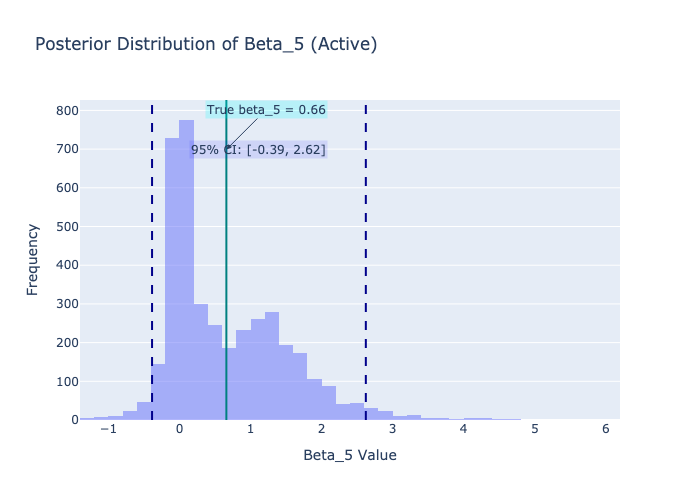 Posterior Distribution of Beta_5 (Active)
True beta_5 = 0.66
95% CI: [-0.39, 2.62]
800
700
600
500
400
300
200
100
0
Frequency
−1 0 1 2 3 4 5 6
Beta_5 Value